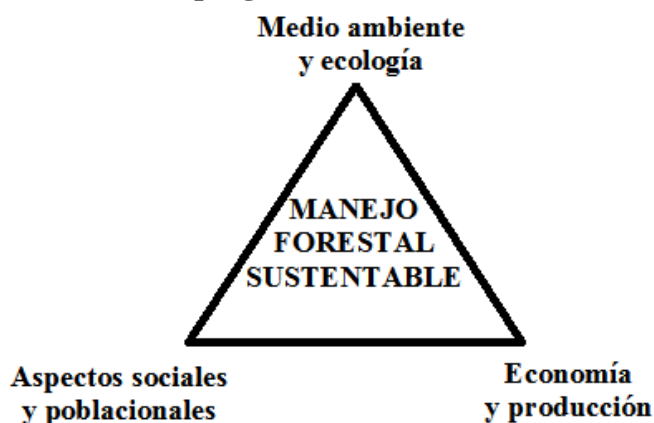 Medio ambiente
y ecología
MANEJO
FORESTAL
SUSTENTABLE
Aspectos sociales
y poblacionales
Economía
y producción